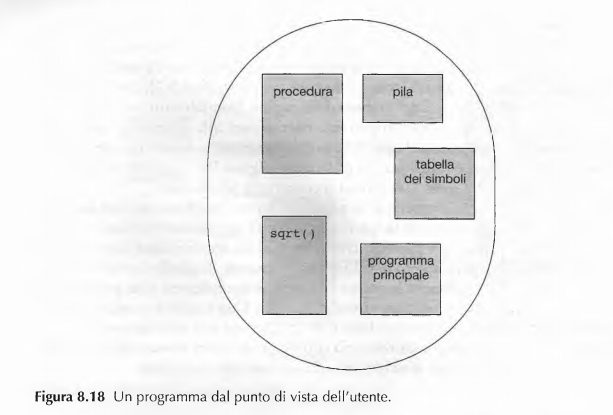 procedura
pila
tabella
dei simboli
sqrt()
programma
principale
Figura 8.18 Un programma dal punto di vista dell'utente.